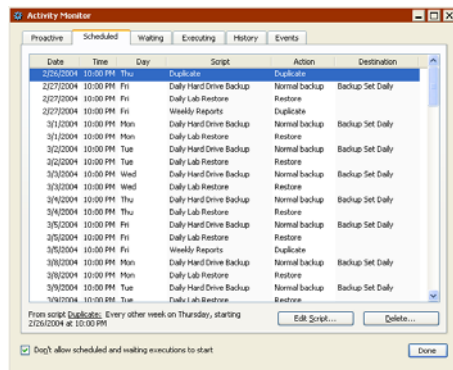 Activity Monitor
Proactive Scheduled Waiting Executing History Events
Date Time Day Script Action Destination
2/26/2004 10:00 PM Thu Duplicate Duplicate
2/27/2004 10:00 PM Fri Daily Hard Drive Backup Normal backup Backup Set Daily
2/27/2004 10:00 PM Fri Daily Lab Restore Restore
2/27/2004 10:00 PM Fri Weekly Reports Duplicate
3/1/2004 10:00 PM Mon Daily Hard Drive Backup Normal backup Backup Set Daily
3/1/2004 10:00 PM Mon Daily Lab Restore Restore
3/2/2004 10:00 PM Tue Daily Hard Drive Backup Normal backup Backup Set Daily
3/2/2004 10:00 PM Tue Daily Lab Restore Restore
3/3/2004 10:00 PM Wed Daily Hard Drive Backup Normal backup Backup Set Daily
3/3/2004 10:00 PM Wed Daily Lab Restore Restore
3/4/2004 10:00 PM Thu Daily Hard Drive Backup Normal backup Backup Set Daily
3/4/2004 10:00 PM Thu Daily Lab Restore Restore
3/5/2004 10:00 PM Fri Daily Hard Drive Backup Normal backup Backup Set Daily
3/5/2004 10:00 PM Fri Daily Lab Restore Restore
3/5/2004 10:00 PM Fri Weekly Reports Duplicate
3/8/2004 10:00 PM Mon Daily Hard Drive Backup Normal backup Backup Set Daily
3/8/2004 10:00 PM Mon Daily Lab Restore Restore
3/9/2004 10:00 PM Tue Daily Hard Drive Backup Normal backup Backup Set Daily
3/9/2004 10:00 PM Tue Daily Lab Restore Restore
From script Duplicate: Every other week on Thursday, starting
2/26/2004 at 10:00 PM
Edit Script... Delete...
Don't allow scheduled and waiting executions to start
Done